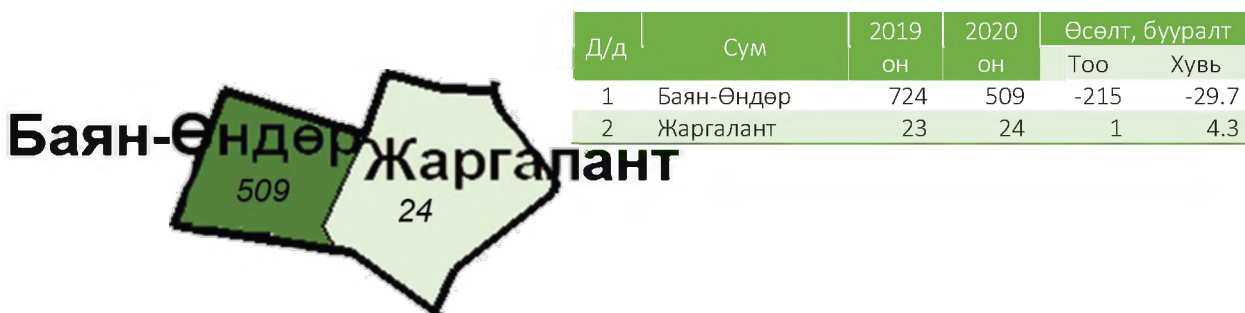 Д/д Сум 2019 он 2020 он Өсөлт, бууралт
Тоо Хувь
1 Баян-Өндөр 724 509 -215 -29.7
2 Жаргалант 23 24 1 4.3
Баян-Өндөр
Жаргалант
509
24